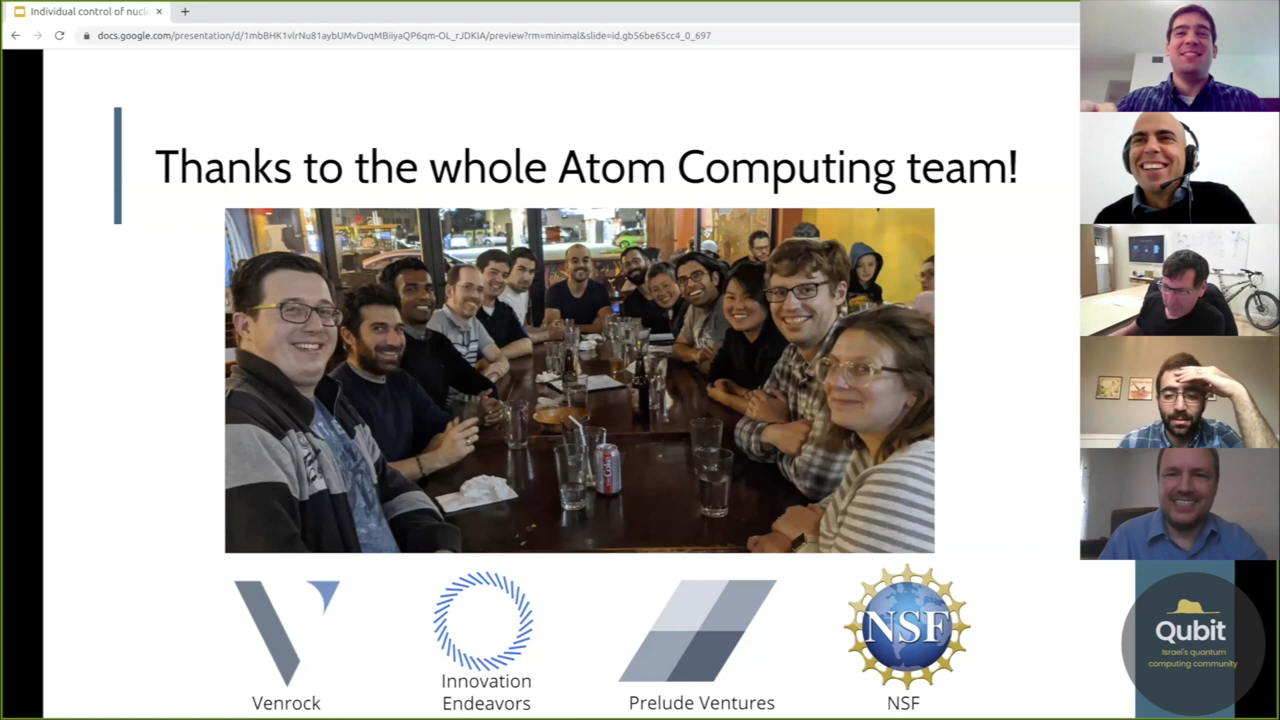 Individual control of nucl
docs.google.com/presentation/d/1mbBHK1vlrNu81aybUMvDvqMBiiyaQP6qm-OL_rJDKIA/preview?rm=minimal&slide=id.gb56be65cc4_0_697
Thanks to the whole Atom Computing team!
Venrock
Innovation
Endeavors
Prelude Ventures
NSF
NSF
Qubit
Israel's quantum
computing community